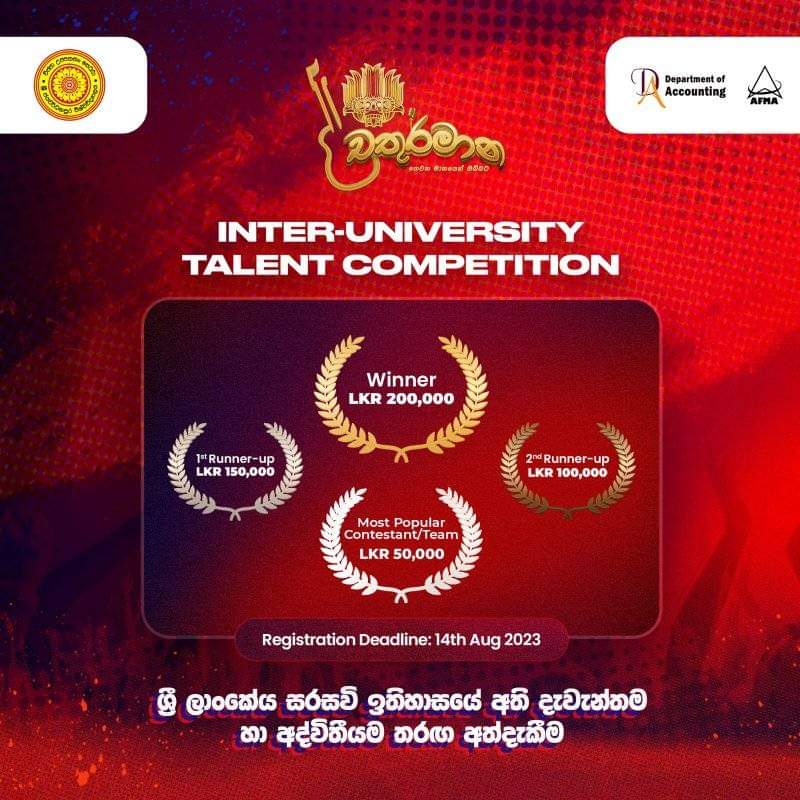 Department of
Accounting
AFMA
චතුර්මාන
INTER-UNIVERSITY
TALENT COMPETITION
Winner
LKR 200,000
1st Runner-up
LKR 150,000
2nd Runner-up
LKR 100,000
Most Popular
Contestant/Team
LKR 50,000
Registration Deadline: 14th Aug 2023
ශ්‍රී ලාංකේය සරසවි ඉතිහාසයේ අති දැවැන්තම
හා අද්විතීයම තරඟ අත්දැකීම